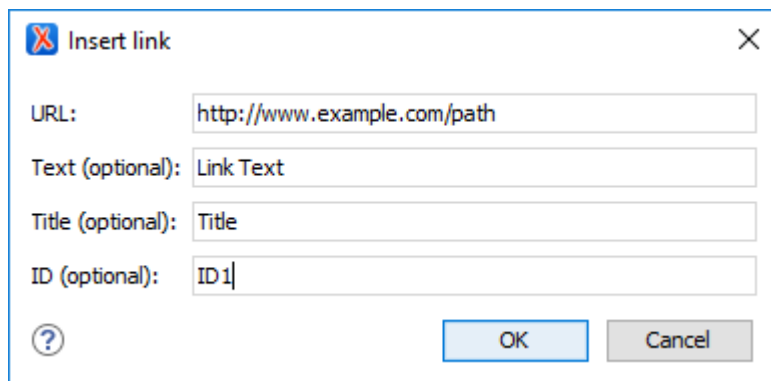 Insert link
URL: http://www.example.com/path
Text (optional): Link Text
Title (optional): Title
ID (optional): ID1
? OK Cancel